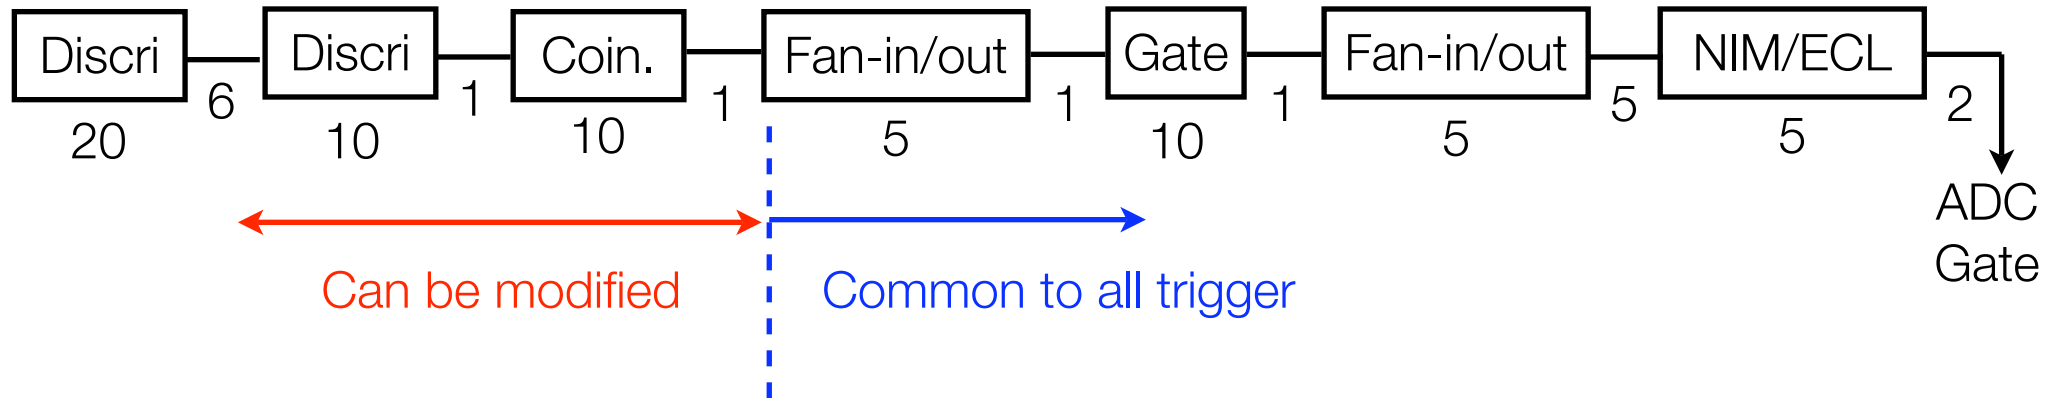 Discri Discri Coin. Fan-in/out Gate Fan-in/out NIM/ECL
6 1 1 1 1 5 2
20 10 10 5 10 5 5
ADC
Gate
Can be modified Common to all trigger